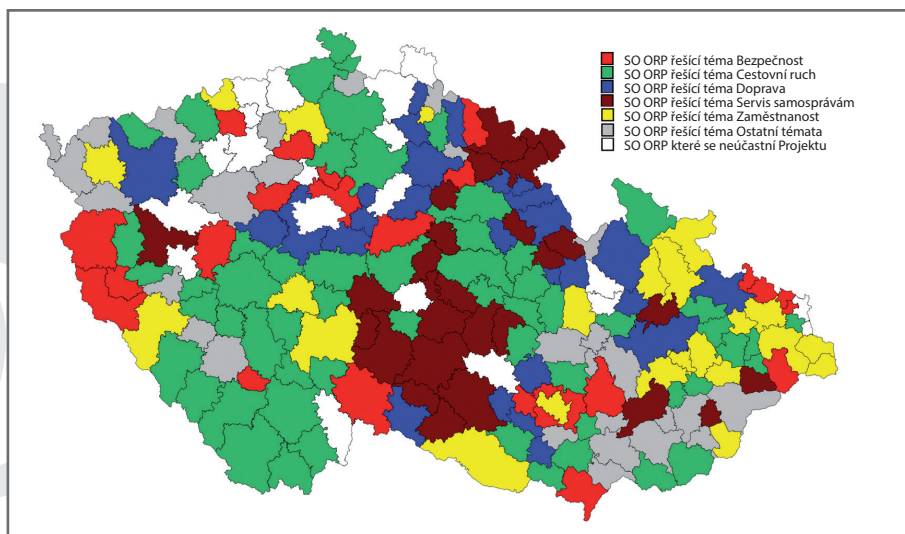 SO ORP řešící téma Bezpečnost
SO ORP řešící téma Cestovní ruch
SO ORP řešící téma Doprava
SO ORP řešící téma Servis samosprávám
SO ORP řešící téma Zaměstnanost
SO ORP řešící téma Ostatní témata
SO ORP které se neúčastní Projektu